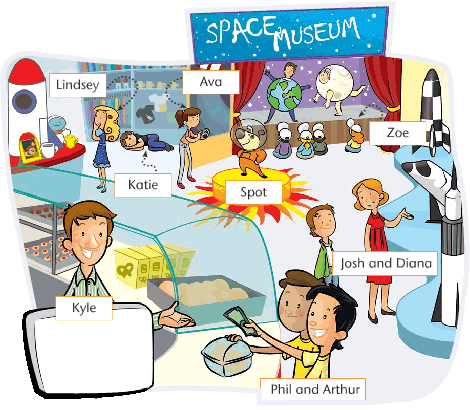 SPACE MUSEUM
Lindsey
Ava
Zoe
Katie
Spot
Josh and Diana
Kyle
Phil and Arthur